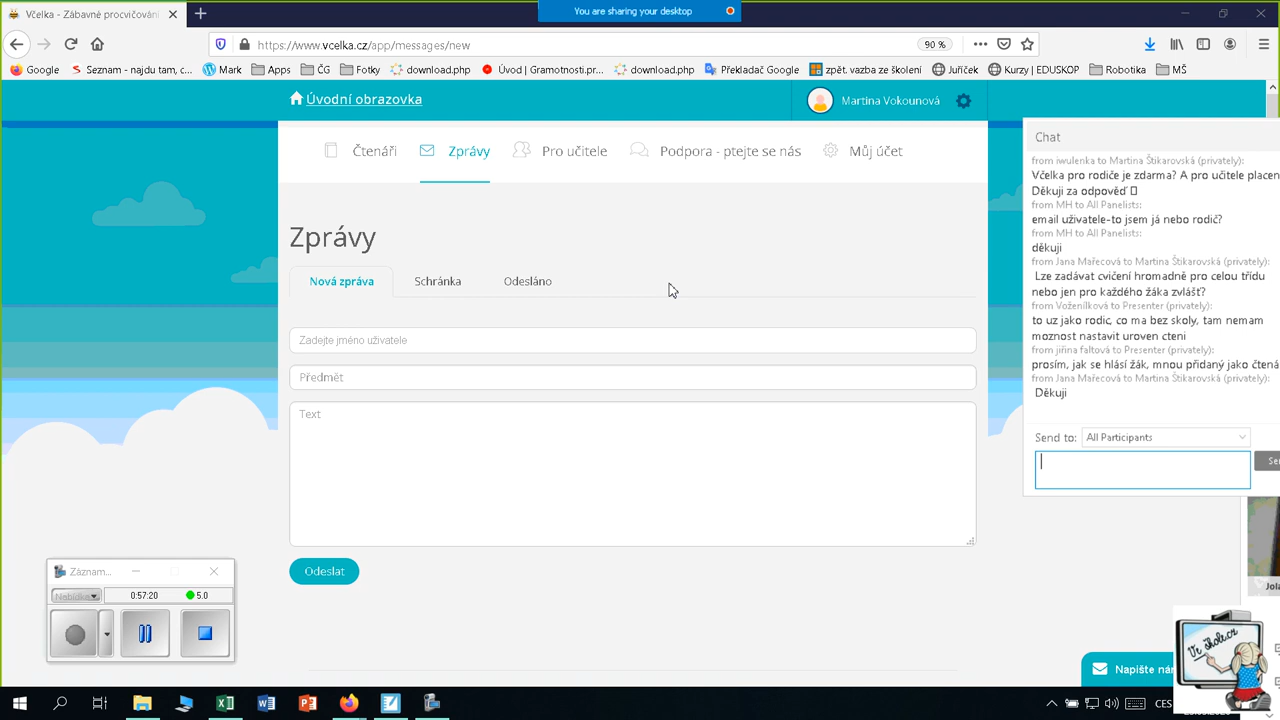 You are sharing your desktop
Včelka - Zábavné procvičování
https://www.vcelka.cz/app/messages/new
90 %
Google
Seznam - najdu tam, c...
Mark
Apps
ČG
Fotky
download.php
Úvod | Gramotnosti.pr...
download.php
Překladač Google
zpět. vazba ze školení
Juříček
Kurzy | EDUSKOP
Robotika
MŠ
Úvodní obrazovka
Martina Vokounová
Čtenáři
Zprávy
Pro učitele
Podpora - ptejte se nás
Můj účet
Zprávy
Nová zpráva
Schránka
Odesláno
Zadejte jméno uživatele
Předmět
Text
Odeslat
Chat
from iwulenka to Martina Štikarovská (privately):
Včelka pro rodiče je zdarma? A pro učitele placen
Děkuji za odpověď
from MH to All Panelists:
email uživatele-to jsem já nebo rodič?
from MH to All Panelists:
děkuji
from Jana Mařecová to Martina Štikarovská (privately):
Lze zadávat cvičení hromadně pro celou třídu
nebo jen pro každého žáka zvlášť?
from Voženílková to Presenter (privately):
to uz jako rodic, co ma bez skoly, tam nemam
moznost nastavit uroven cteni
from jiřina faltová to Presenter (privately):
prosím, jak se hlásí žák, mnou přidaný jako čtená
from Jana Mařecová to Martina Štikarovská (privately):
Děkuji
Send to:
All Participants
Se
Jola
Záznam...
Nabídka
0:57:20
5.0
Napište nám
Ve škole.cz
CES